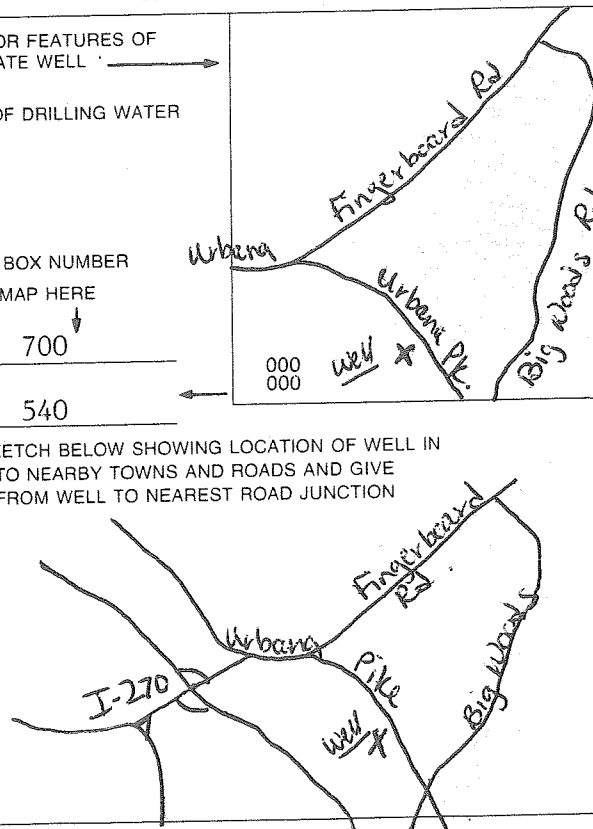 OR FEATURES OF
ATE WELL
OF DRILLING WATER
BOX NUMBER
MAP HERE
700
540
Fingerboard Rd
Urbana
Urbana Pk.
Big Woods Rd
well X
000
000
ETCH BELOW SHOWING LOCATION OF WELL IN
TO NEARBY TOWNS AND ROADS AND GIVE
FROM WELL TO NEAREST ROAD JUNCTION
Fingerboard
Rd
Urbana
Pike
I-270
Big Woods
well X